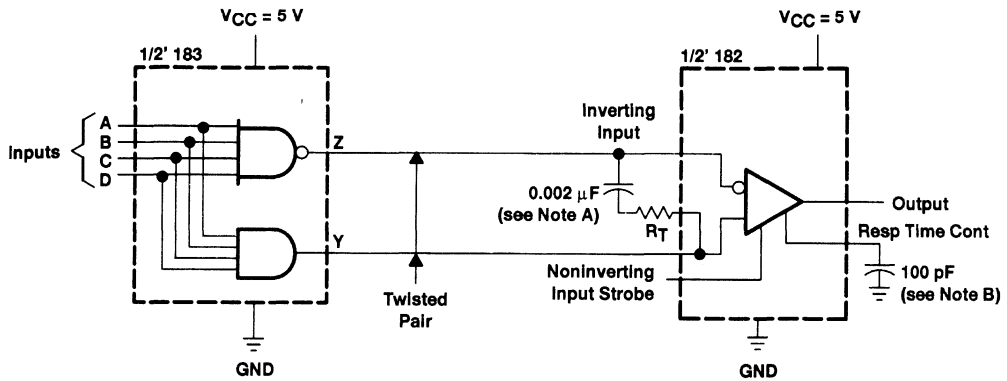 VCC = 5 V
VCC = 5 V
1/2' 183
1/2' 182
Inputs
A
B
C
D
Z
Inverting
Input
0.002 μF
(see Note A)
RT
Output
Resp Time Cont
Y
Twisted
Pair
Noninverting
Input Strobe
100 pF
(see Note B)
GND
GND